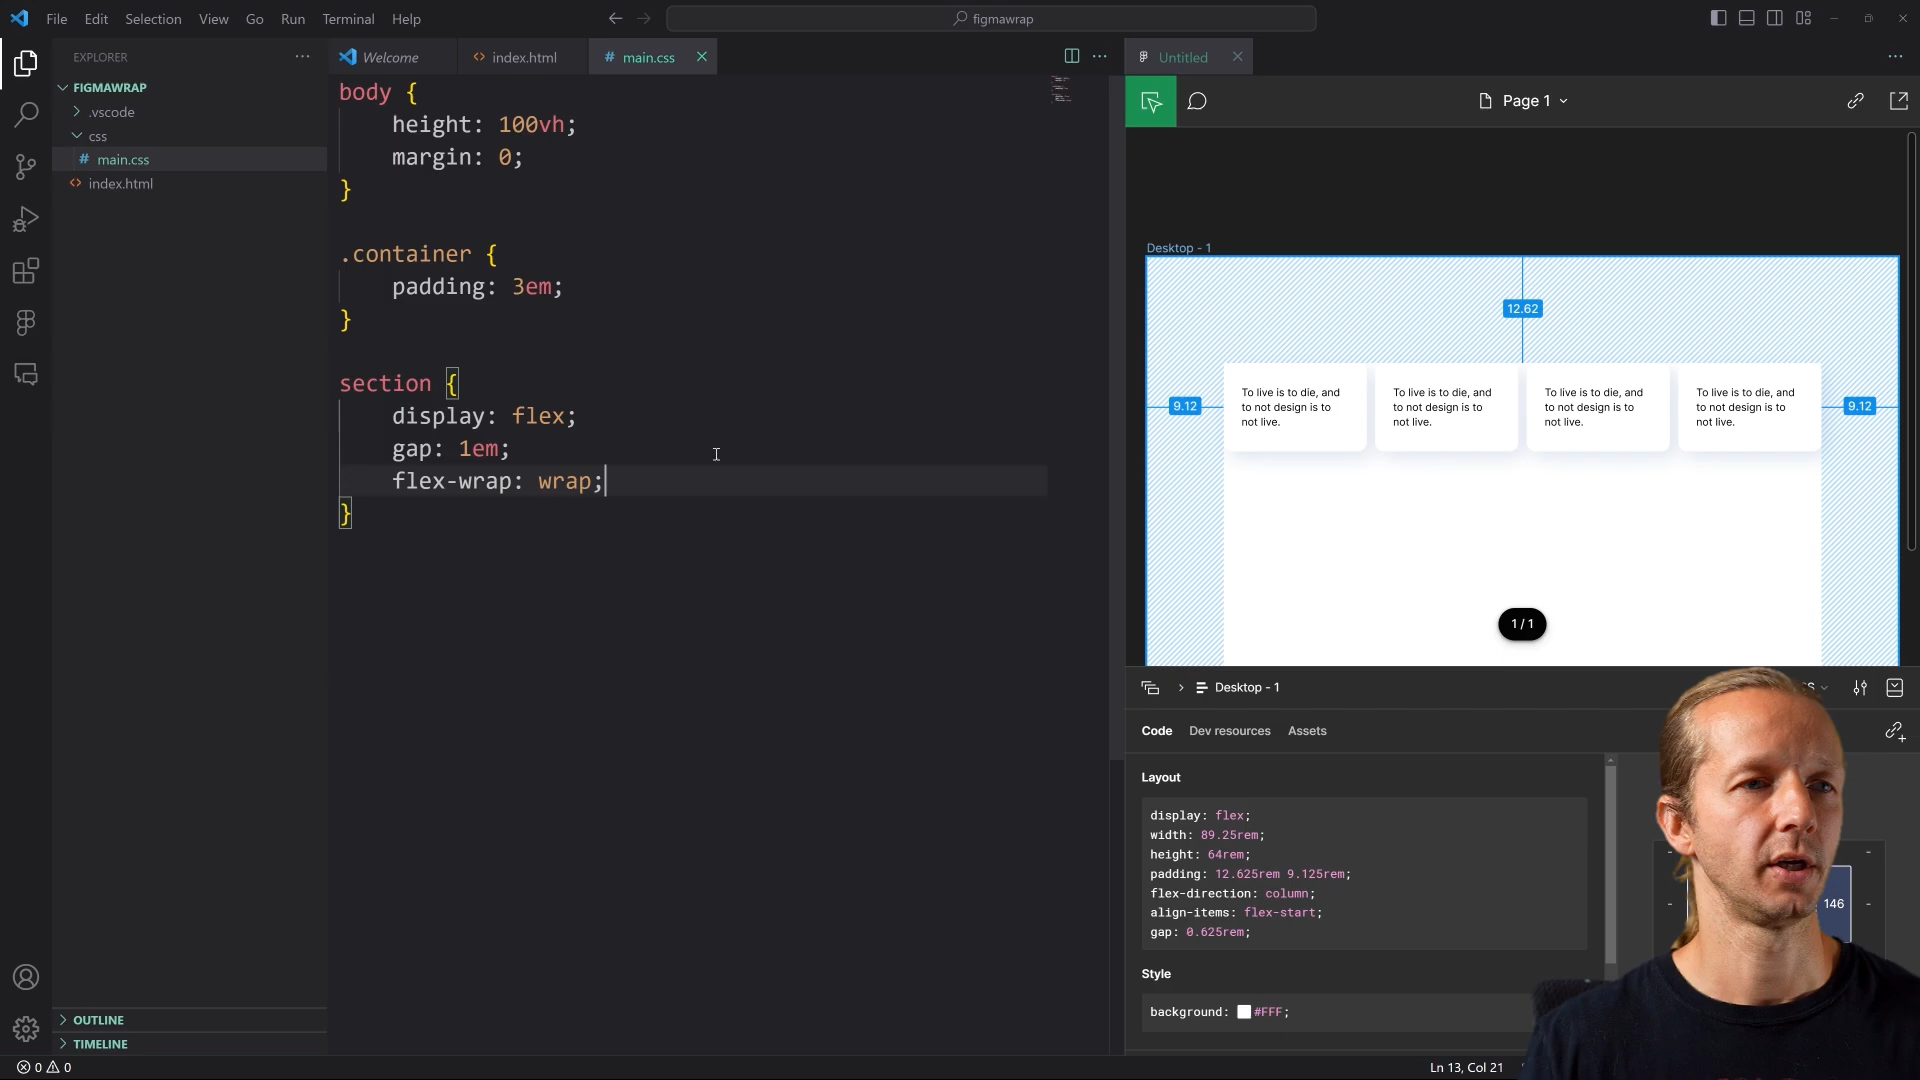 File Edit Selection View Go Run Terminal Help
figmawrap
EXPLORER
FIGMAWRAP
.vscode
css
# main.css
<> index.html
OUTLINE
TIMELINE
Welcome
<> index.html
# main.css
body {
height: 100vh;
margin: 0;
}
.container {
padding: 3em;
}
section {
display: flex;
gap: 1em;
flex-wrap: wrap;
}
Untitled
Page 1
Desktop - 1
12.62
9.12
9.12
To live is to die, and
to not design is to
not live.
To live is to die, and
to not design is to
not live.
To live is to die, and
to not design is to
not live.
To live is to die, and
to not design is to
not live.
1 / 1
Desktop - 1
Code Dev resources Assets
Layout
display: flex;
width: 89.25rem;
height: 64rem;
padding: 12.625rem 9.125rem;
flex-direction: column;
align-items: flex-start;
gap: 0.625rem;
146
Style
background: #FFF;
0 0
Ln 13, Col 21